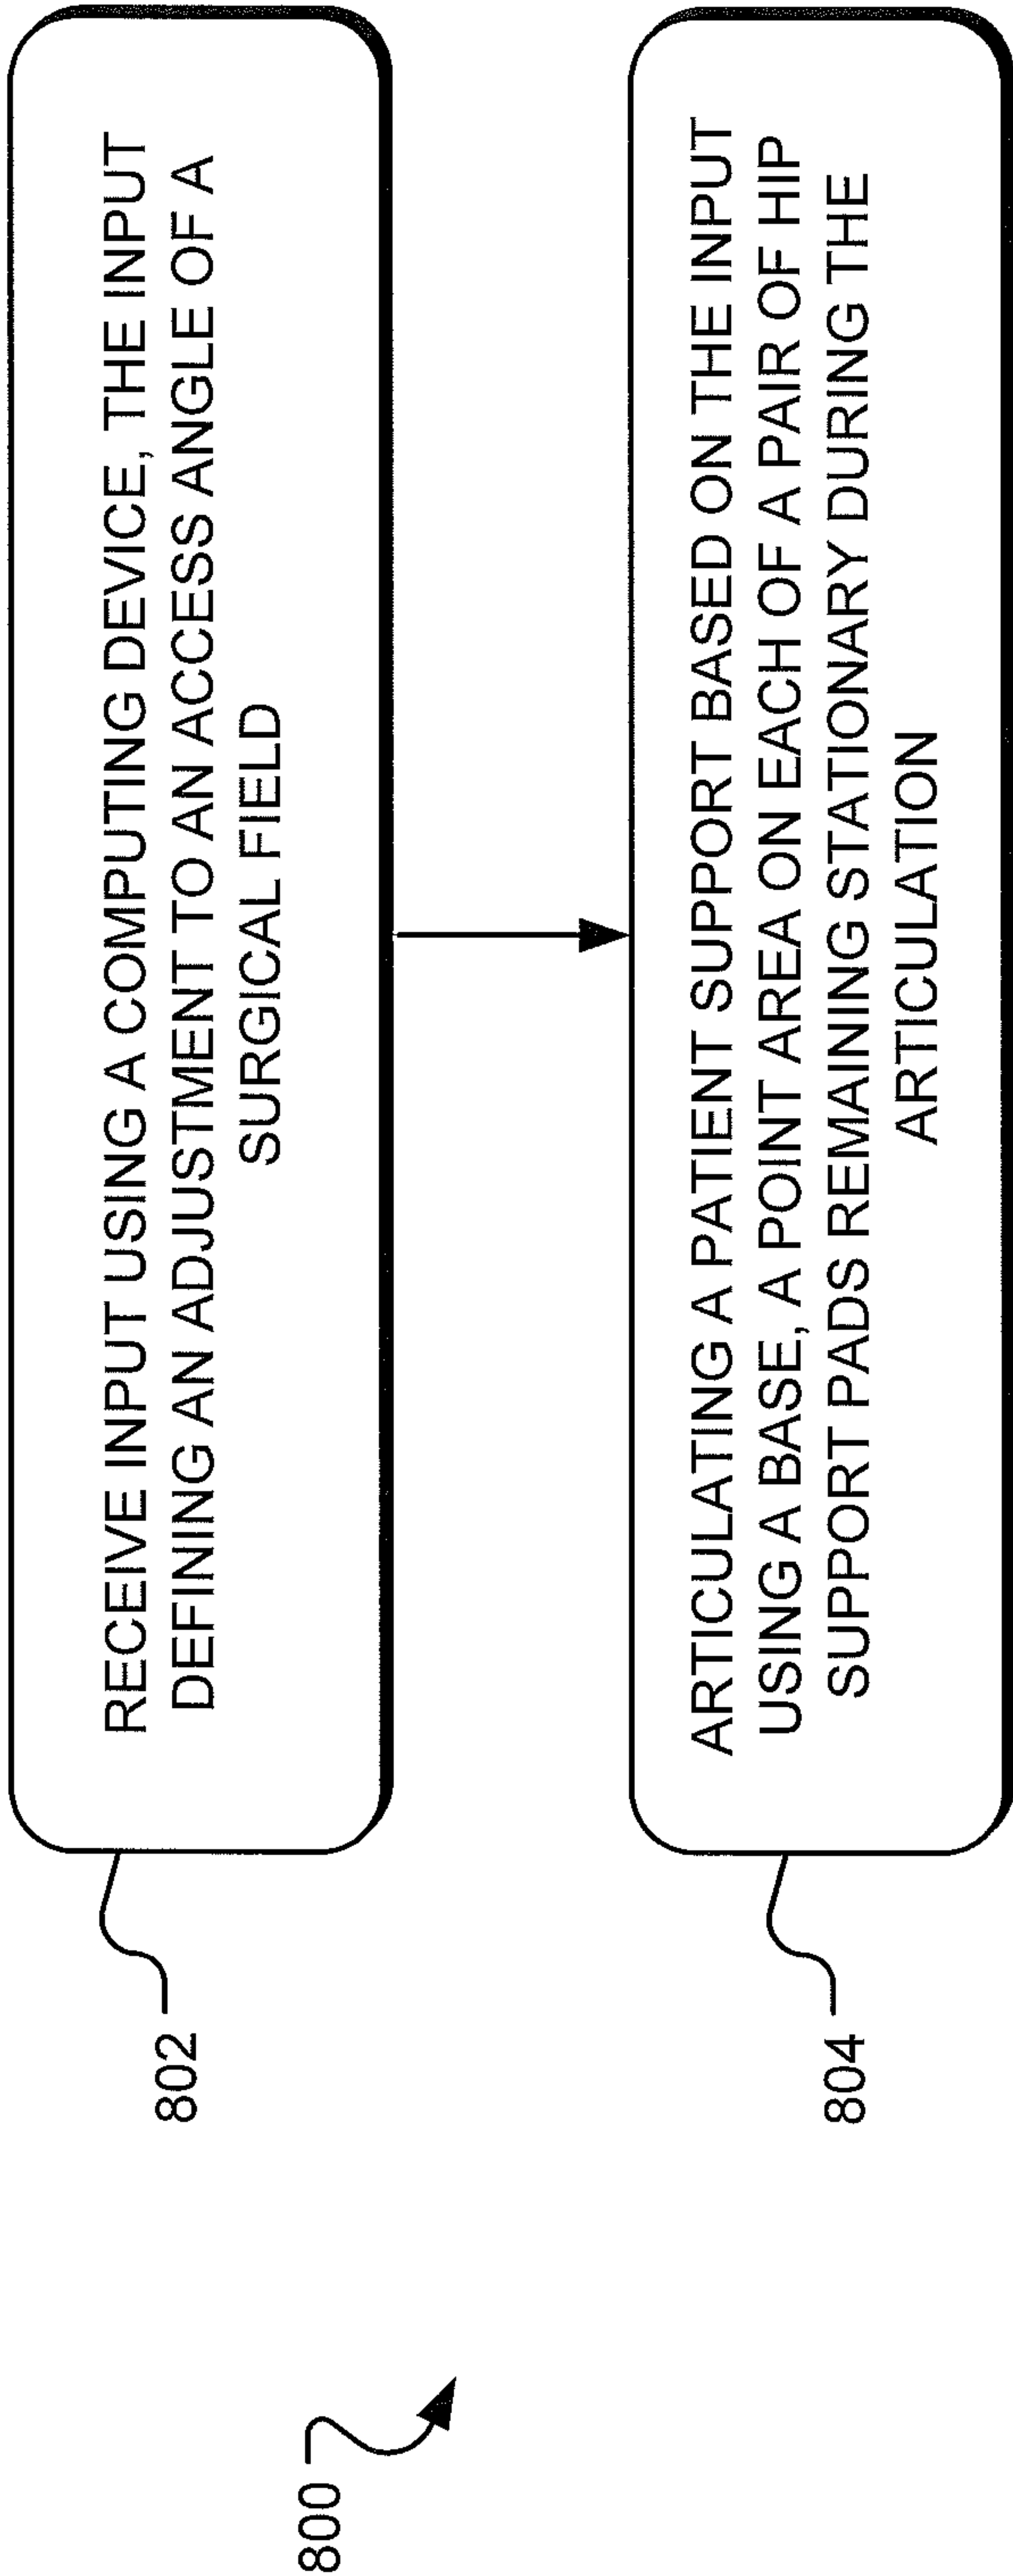 800
802
RECEIVE INPUT USING A COMPUTING DEVICE, THE INPUT
DEFINING AN ADJUSTMENT TO AN ACCESS ANGLE OF A
SURGICAL FIELD
804
ARTICULATING A PATIENT SUPPORT BASED ON THE INPUT
USING A BASE, A POINT AREA ON EACH OF A PAIR OF HIP
SUPPORT PADS REMAINING STATIONARY DURING THE
ARTICULATION